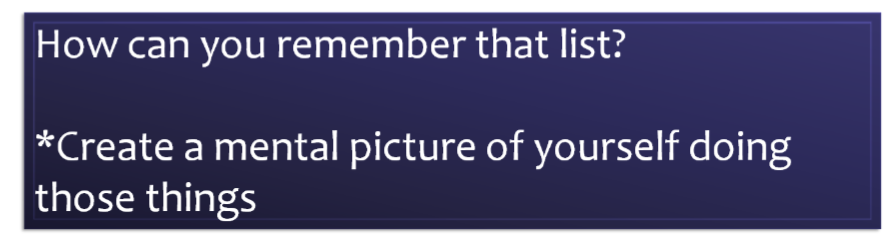 How can you remember that list?
*Create a mental picture of yourself doing
those things